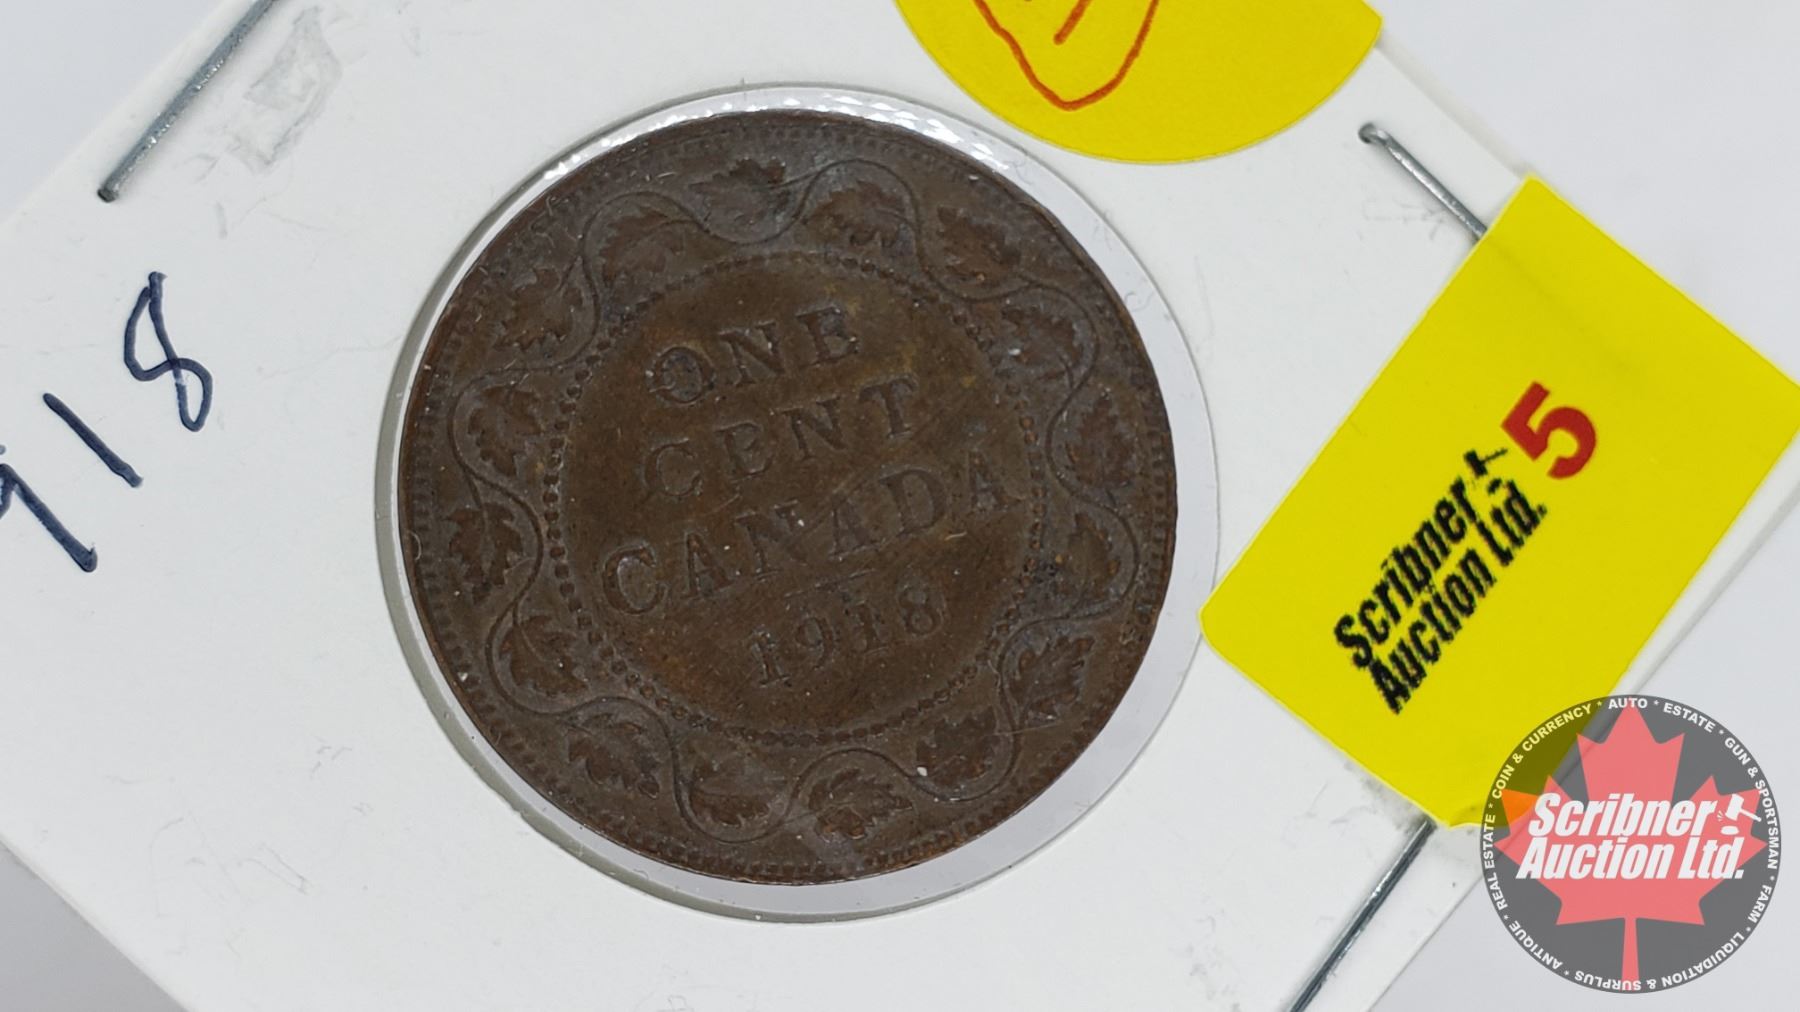 918
ONE
CENT
CANADA
1918
5
Scribner
Auction Ltd.
Scribner
Auction Ltd.
* COIN & CURRENCY * AUTO * ESTATE * GUN & SPORTSMAN * FARM * LIQUIDATION & SURPLUS * ANTIQUE * REAL ESTATE